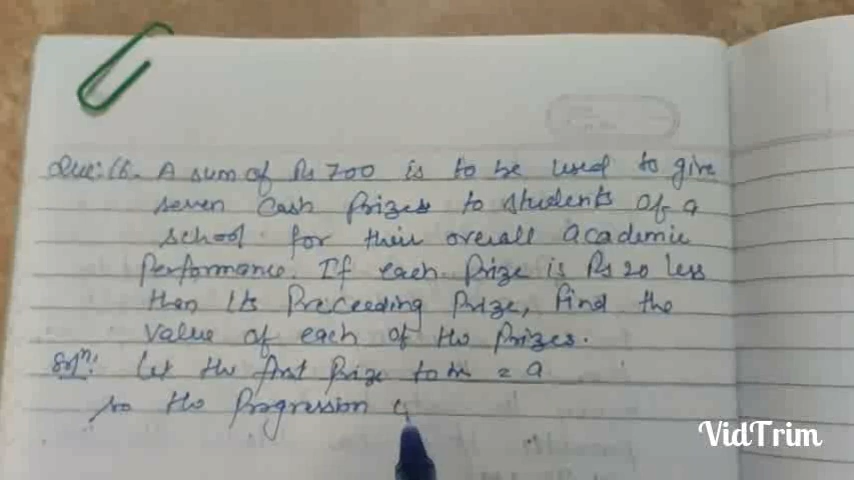 Que: 16. A sum of Rs 700 is to be used to give
seven cash prizes to students of a
school for their overall academic
performance. If each prize is Rs 20 less
then its preceeding prize, find the
value of each of the prizes.
Solⁿ: let the first prize to be = a
so the progression is
VidTrim